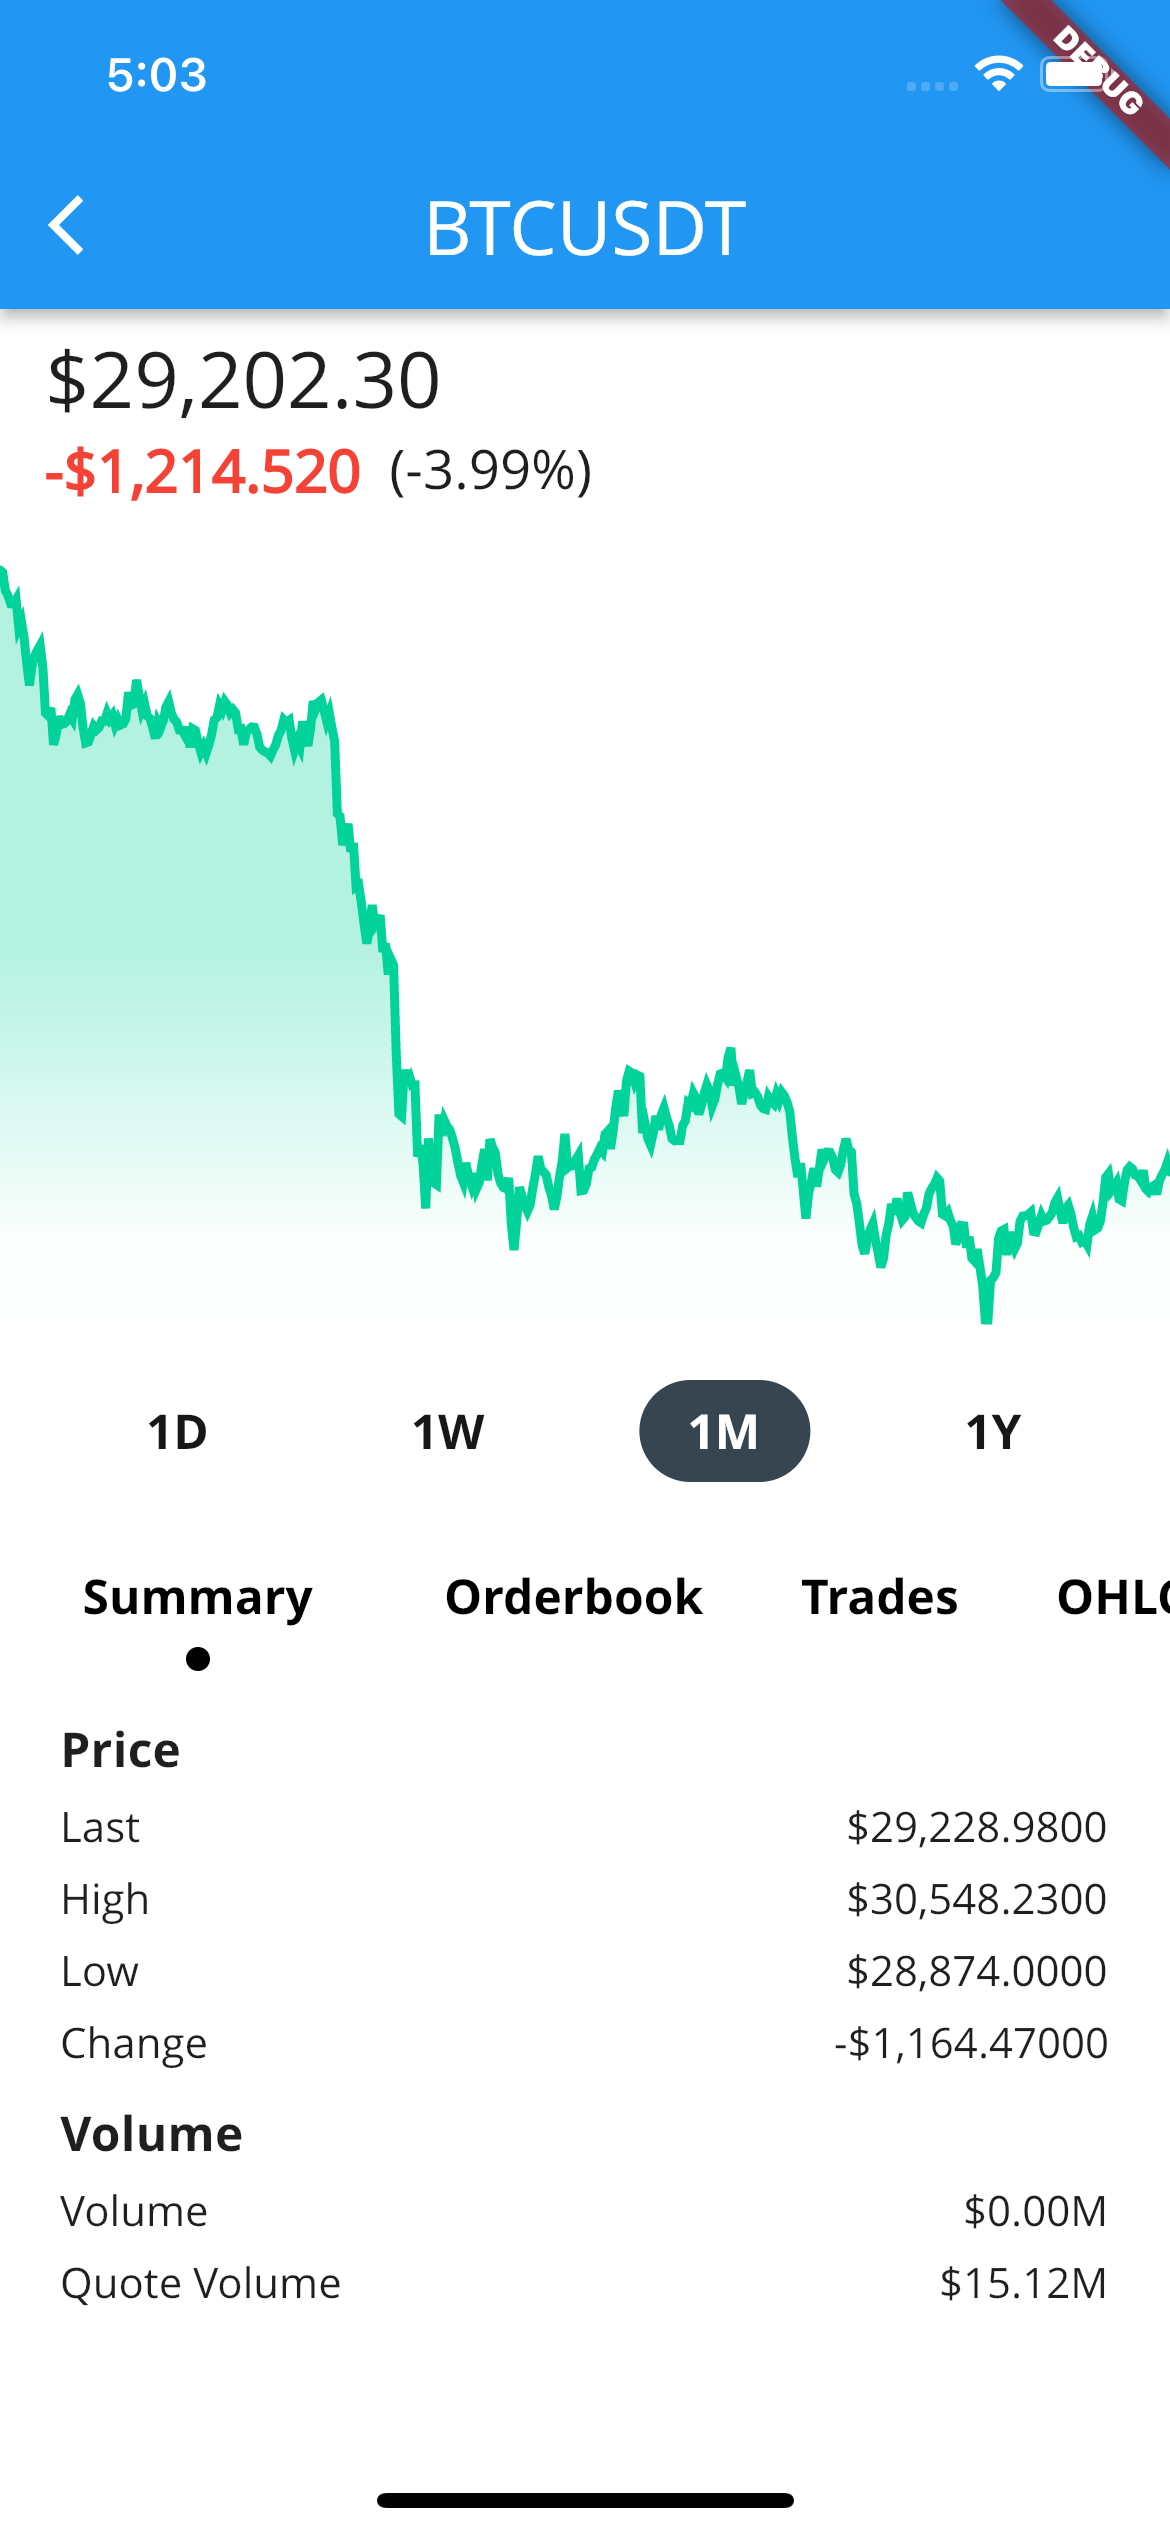 5:03
DEBUG
BTCUSDT
$29,202.30
-$1,214.520 (-3.99%)
1D 1W 1M 1Y
Summary Orderbook Trades
Price
Last $29,228.9800
High $30,548.2300
Low $28,874.0000
Change -$1,164.47000
Volume
Volume $0.00M
Quote Volume $15.12M